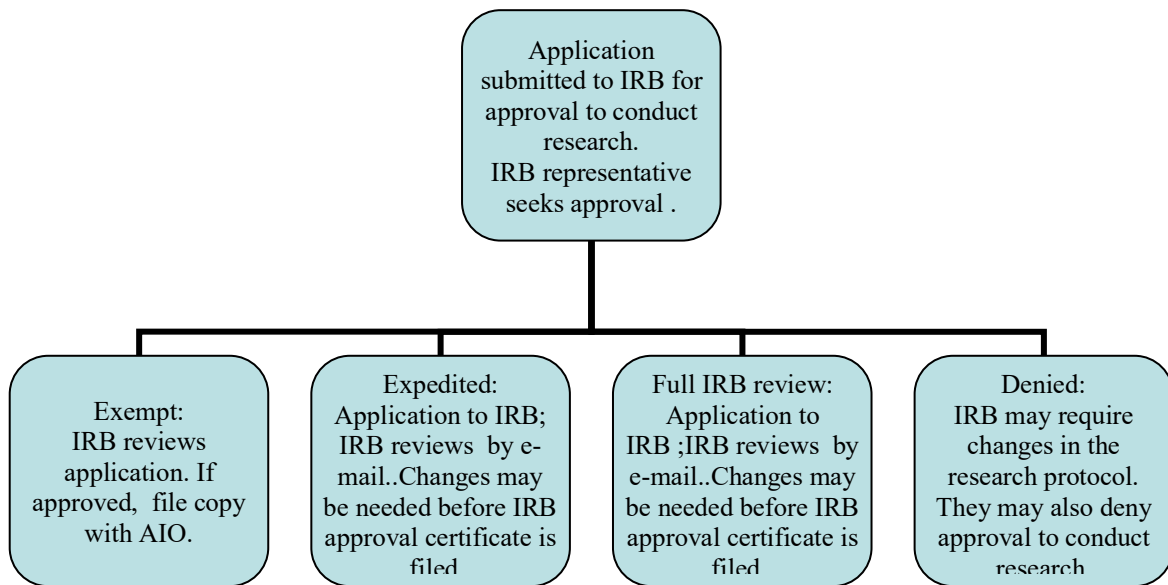 Application
submitted to IRB for
approval to conduct
research.
IRB representative
seeks approval .
Exempt:
IRB reviews
application. If
approved,  file copy
with AIO.
Expedited:
Application to IRB;
IRB reviews  by e-
mail..Changes may
be needed before IRB
approval certificate is
filed
Full IRB review:
Application to
IRB ;IRB reviews  by
e-mail..Changes may
be needed before IRB
approval certificate is
filed
Denied:
IRB may require
changes in the
research protocol.
They may also deny
approval to conduct
research